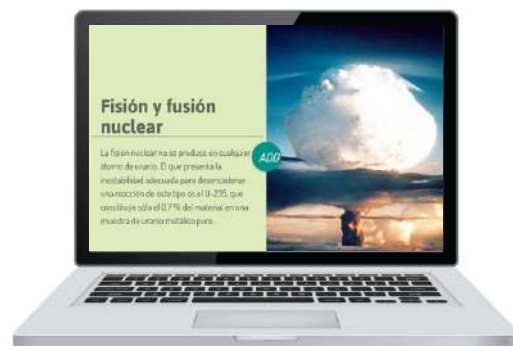 Fisión y fusión
nuclear
La fisión nuclear no se produce en cualquier
átomo de uranio. El que presenta la
inestabilidad adecuada para desencadenar
una reacción de este tipo es el U-235, que
constituye sólo el 0.7 % del material en una
muestra de uranio metálico puro.
ADD